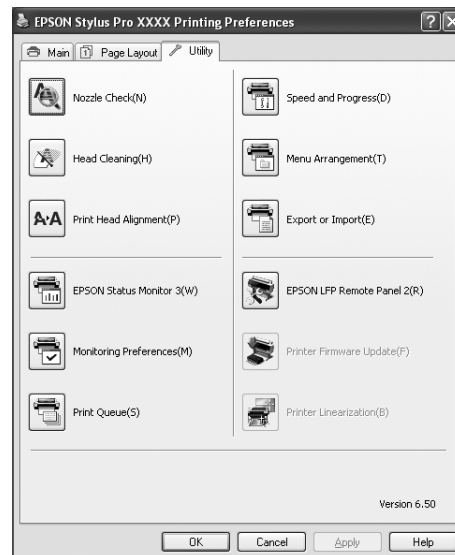 EPSON Stylus Pro XXXX Printing Preferences
Main Page Layout Utility
Nozzle Check(N)
Head Cleaning(H)
Print Head Alignment(P)
EPSON Status Monitor 3(W)
Monitoring Preferences(M)
Print Queue(S)
Speed and Progress(D)
Menu Arrangement(T)
Export or Import(E)
EPSON LFP Remote Panel 2(R)
Printer Firmware Update(F)
Printer Linearization(B)
Version 6.50
OK Cancel Apply Help